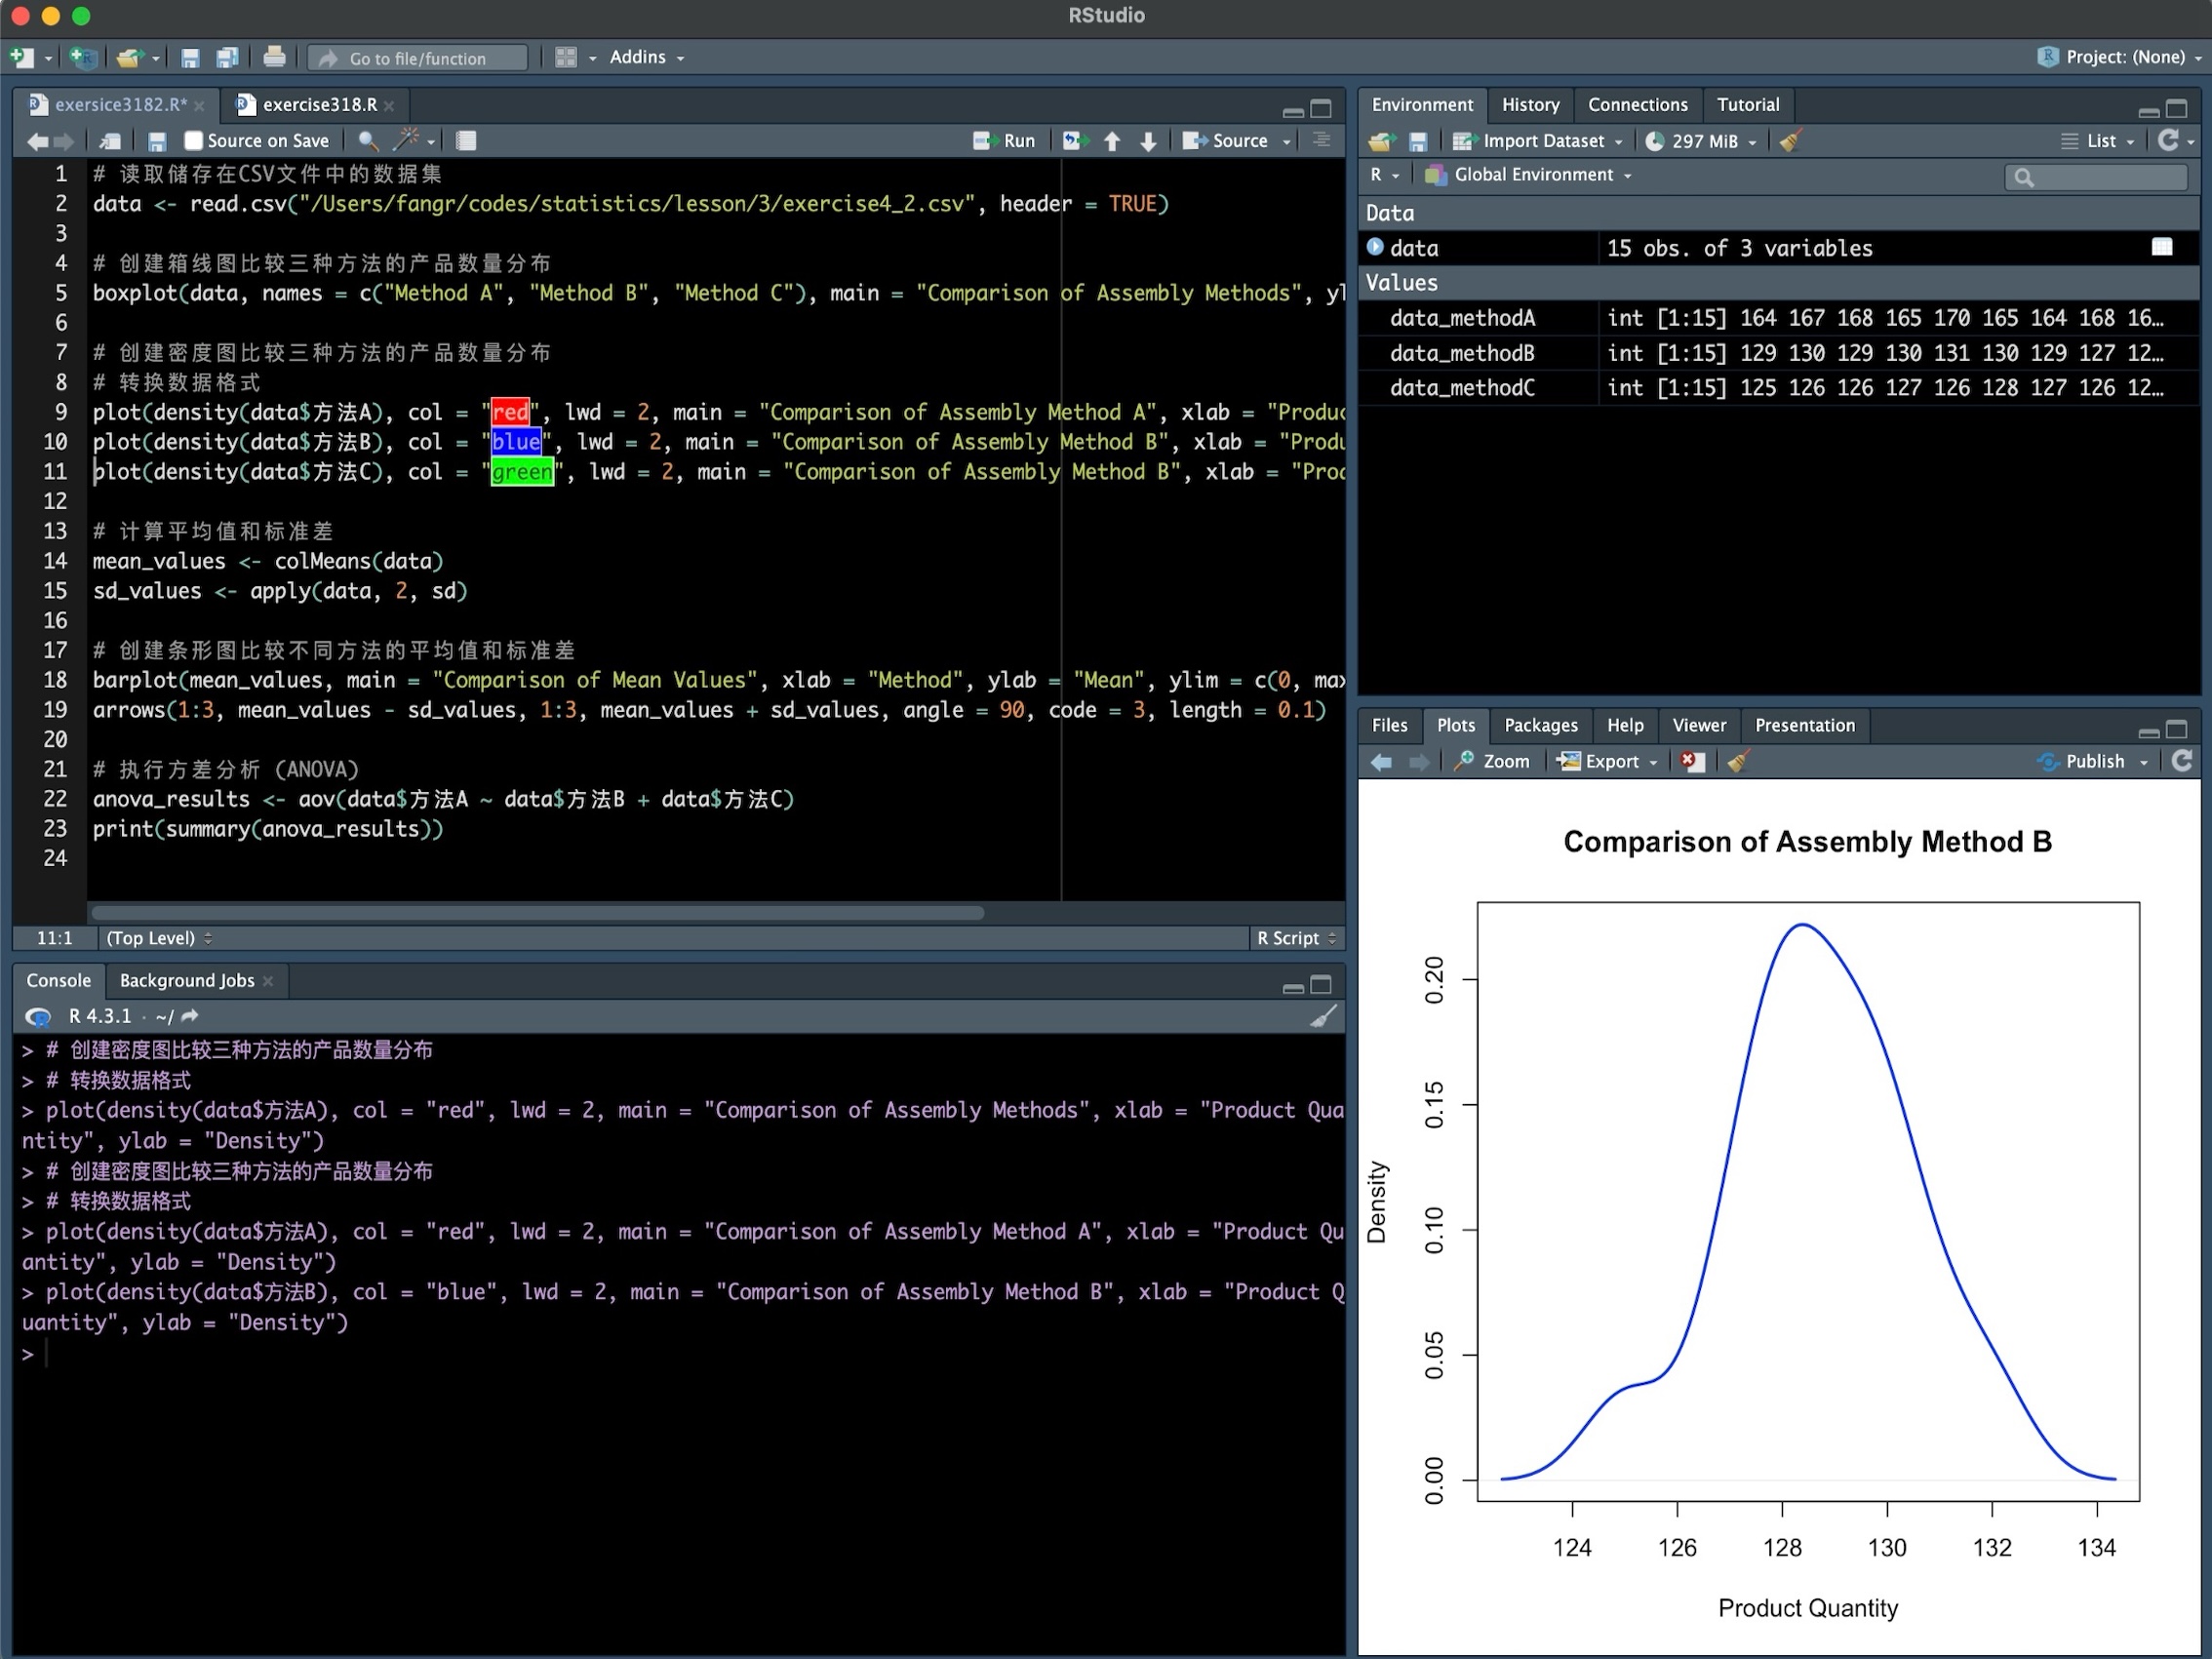 RStudio
Go to file/function
Addins
Project: (None)
exersice3182.R*
exercise318.R
Source on Save
Run
Source
1 # 读取储存在CSV文件中的数据集
2 data <- read.csv("/Users/fangr/codes/statistics/lesson/3/exercise4_2.csv", header = TRUE)
3
4 # 创建箱线图比较三种方法的产品数量分布
5 boxplot(data, names = c("Method A", "Method B", "Method C"), main = "Comparison of Assembly Methods", yl
6
7 # 创建密度图比较三种方法的产品数量分布
8 # 转换数据格式
9 plot(density(data$方法A), col = "red", lwd = 2, main = "Comparison of Assembly Method A", xlab = "Produc
10 plot(density(data$方法B), col = "blue", lwd = 2, main = "Comparison of Assembly Method B", xlab = "Produ
11 plot(density(data$方法C), col = "green", lwd = 2, main = "Comparison of Assembly Method B", xlab = "Proc
12
13 # 计算平均值和标准差
14 mean_values <- colMeans(data)
15 sd_values <- apply(data, 2, sd)
16
17 # 创建条形图比较不同方法的平均值和标准差
18 barplot(mean_values, main = "Comparison of Mean Values", xlab = "Method", ylab = "Mean", ylim = c(0, max
19 arrows(1:3, mean_values - sd_values, 1:3, mean_values + sd_values, angle = 90, code = 3, length = 0.1)
20
21 # 执行方差分析 (ANOVA)
22 anova_results <- aov(data$方法A ~ data$方法B + data$方法C)
23 print(summary(anova_results))
24
11:1
(Top Level)
R Script
Console
Background Jobs
R 4.3.1 · ~/
> # 创建密度图比较三种方法的产品数量分布
> # 转换数据格式
> plot(density(data$方法A), col = "red", lwd = 2, main = "Comparison of Assembly Methods", xlab = "Product Qua
ntity", ylab = "Density")
> # 创建密度图比较三种方法的产品数量分布
> # 转换数据格式
> plot(density(data$方法A), col = "red", lwd = 2, main = "Comparison of Assembly Method A", xlab = "Product Qu
antity", ylab = "Density")
> plot(density(data$方法B), col = "blue", lwd = 2, main = "Comparison of Assembly Method B", xlab = "Product Q
uantity", ylab = "Density")
>
Environment
History
Connections
Tutorial
Import Dataset
297 MiB
List
R
Global Environment
Data
data 15 obs. of 3 variables
Values
data_methodA int [1:15] 164 167 168 165 170 165 164 168 16…
data_methodB int [1:15] 129 130 129 130 131 130 129 127 12…
data_methodC int [1:15] 125 126 126 127 126 128 127 126 12…
Files
Plots
Packages
Help
Viewer
Presentation
Zoom
Export
Publish
Comparison of Assembly Method B
Density
0.20
0.15
0.10
0.05
0.00
124 126 128 130 132 134
Product Quantity